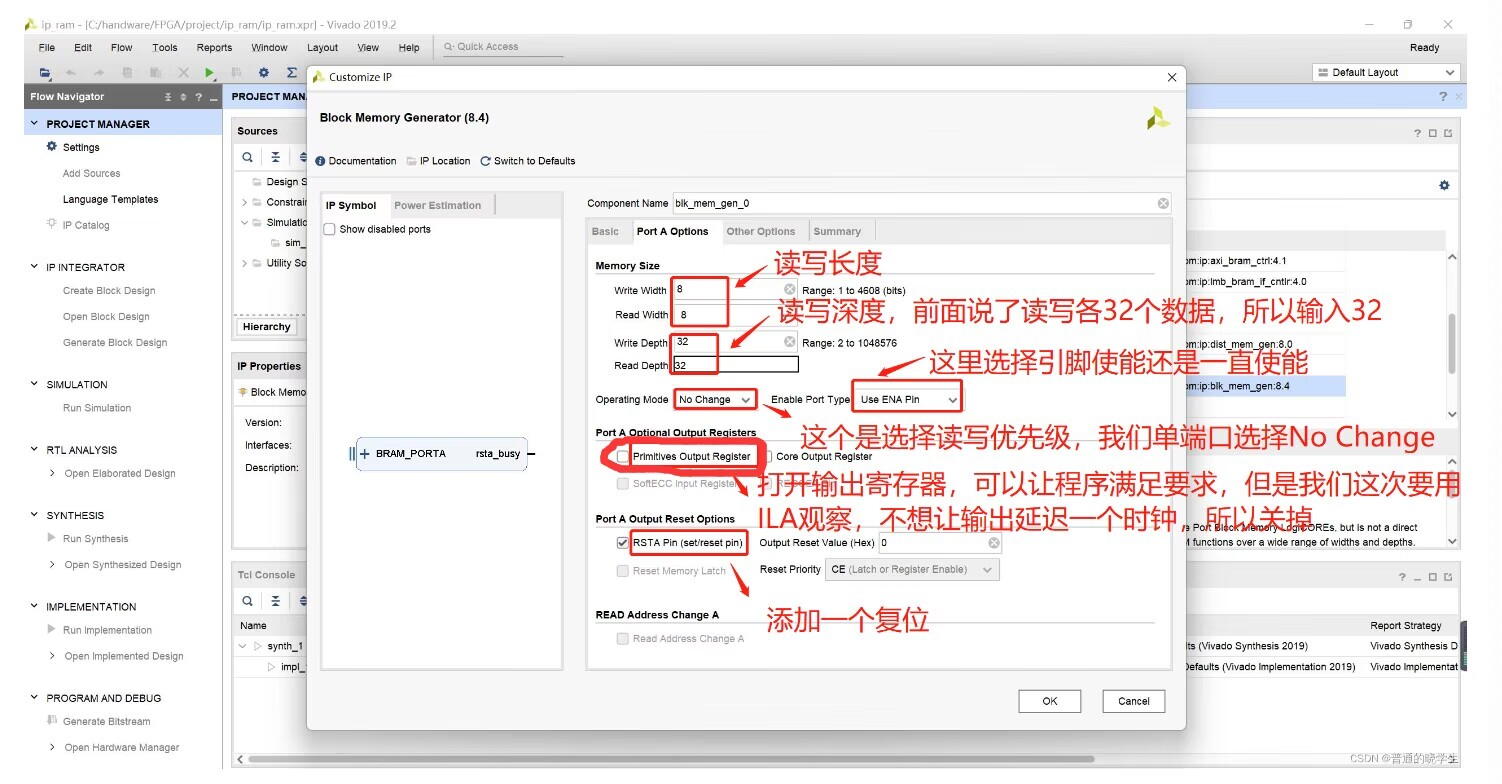 ip_ram - [C:/handware/FPGA/project/ip_ram/ip_ram.xpr] - Vivado 2019.2
File Edit Flow Tools Reports Window Layout View Help Quick Access Ready
Default Layout
Flow Navigator
PROJECT MANAGER
Settings
Add Sources
Language Templates
IP Catalog
IP INTEGRATOR
Create Block Design
Open Block Design
Generate Block Design
SIMULATION
Run Simulation
RTL ANALYSIS
Open Elaborated Design
SYNTHESIS
Run Synthesis
Open Synthesized Design
IMPLEMENTATION
Run Implementation
Open Implemented Design
PROGRAM AND DEBUG
Generate Bitstream
Open Hardware Manager
PROJECT MAN
Sources
Design S
Constrain
Simulatio
sim_
Utility So
Hierarchy
IP Properties
Block Memo
Version:
Interfaces:
Description:
Tcl Console
Name
synth_1
impl_
Customize IP
Block Memory Generator (8.4)
Documentation IP Location Switch to Defaults
IP Symbol Power Estimation
Show disabled ports
BRAM_PORTA rsta_busy
Component Name blk_mem_gen_0
Basic Port A Options Other Options Summary
Memory Size
读写长度
Write Width 8 Range: 1 to 4608 (bits)
Read Width 8
读写深度，前面说了读写各32个数据，所以输入32
Write Depth 32 Range: 2 to 1048576
Read Depth 32
这里选择引脚使能还是一直使能
Operating Mode No Change Enable Port Type Use ENA Pin
Port A Optional Output Registers
这个是选择读写优先级，我们单端口选择No Change
Primitives Output Register Core Output Register
SoftECC Input Register
打开输出寄存器，可以让程序满足要求，但是我们这次要用
ILA观察，不想让输出延迟一个时钟，所以关掉
Port A Output Reset Options
RSTA Pin (set/reset pin) Output Reset Value (Hex) 0
Reset Memory Latch Reset Priority CE (Latch or Register Enable)
添加一个复位
READ Address Change A
Read Address Change A
OK Cancel
om:ip:axi_bram_ctrl:4.1
om:ip:lmb_bram_if_cntlr:4.0
om:ip:dist_mem_gen:8.0
om:ip:blk_mem_gen:8.4
e Port Block Memory LogiCOREs, but is not a direct
M functions over a wide range of widths and depths.
Report Strategy
lts (Vivado Synthesis 2019) Vivado Synthesis D
Defaults (Vivado Implementation 2019) Vivado Implementat
CSDN @普通的晓学生